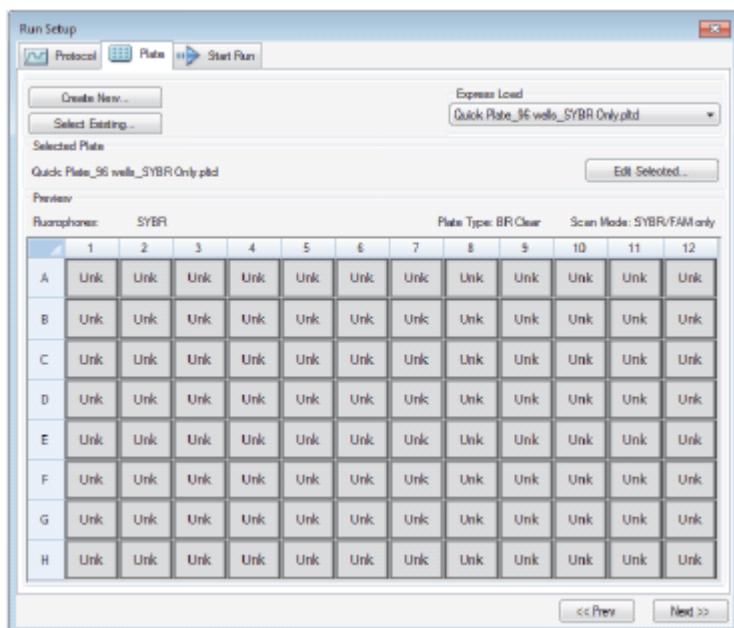 Run Setup
Protocol Plate Start Run
Create New...
Select Existing...
Express Load
Quick Plate_96 wells_SYBR Only.pltd
Selected Plate
Quick Plate_96 wells_SYBR Only.pltd
Edit Selected...
Preview
Fluorophores: SYBR Plate Type: BR Clear Scan Mode: SYBR/FAM only
1 2 3 4 5 6 7 8 9 10 11 12
A Unk Unk Unk Unk Unk Unk Unk Unk Unk Unk Unk Unk
B Unk Unk Unk Unk Unk Unk Unk Unk Unk Unk Unk Unk
C Unk Unk Unk Unk Unk Unk Unk Unk Unk Unk Unk Unk
D Unk Unk Unk Unk Unk Unk Unk Unk Unk Unk Unk Unk
E Unk Unk Unk Unk Unk Unk Unk Unk Unk Unk Unk Unk
F Unk Unk Unk Unk Unk Unk Unk Unk Unk Unk Unk Unk
G Unk Unk Unk Unk Unk Unk Unk Unk Unk Unk Unk Unk
H Unk Unk Unk Unk Unk Unk Unk Unk Unk Unk Unk Unk
<< Prev Next >>